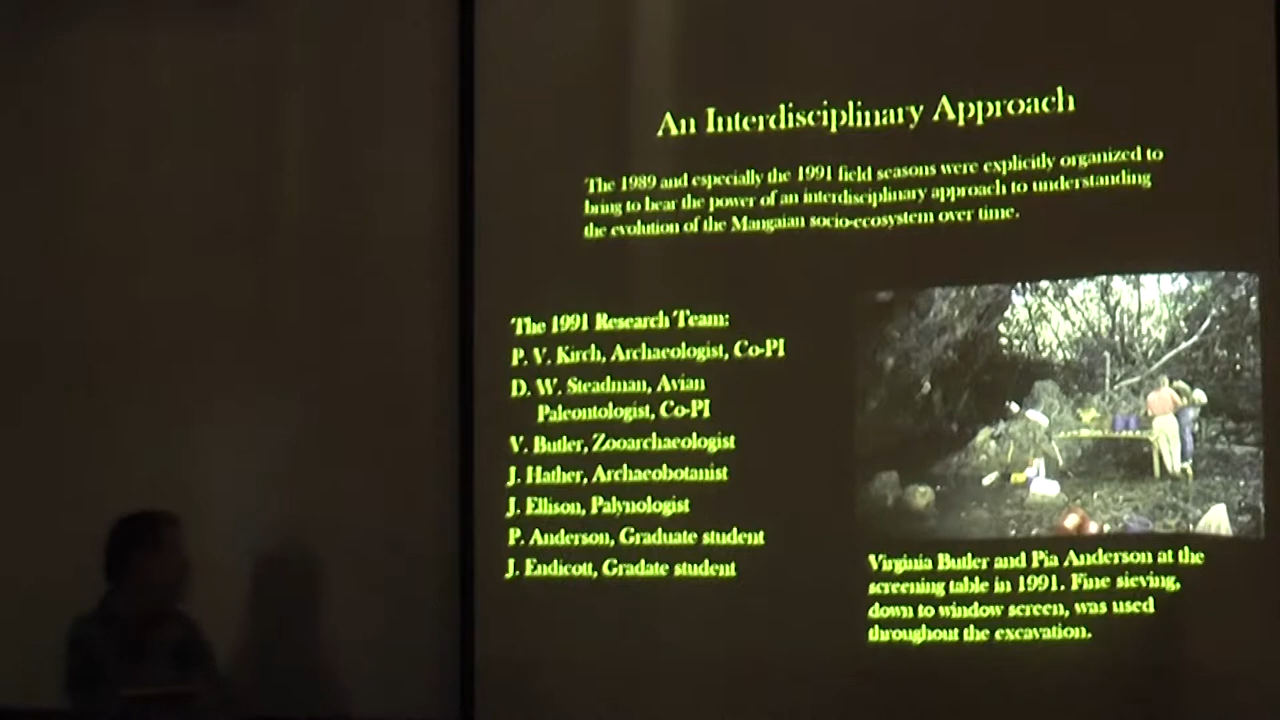 An Interdisciplinary Approach
The 1989 and especially the 1991 field seasons were explicitly organized to
bring to bear the power of an interdisciplinary approach to understanding
the evolution of the Mangaian socio-ecosystem over time.
The 1991 Research Team:
P. V. Kirch, Archaeologist, Co-PI
D. W. Steadman, Avian
Paleontologist, Co-PI
V. Butler, Zooarchaeologist
J. Hather, Archaeobotanist
J. Ellison, Palynologist
P. Anderson, Graduate student
J. Endicott, Gradate student
Virginia Butler and Pia Anderson at the
screening table in 1991. Fine sieving,
down to window screen, was used
throughout the excavation.